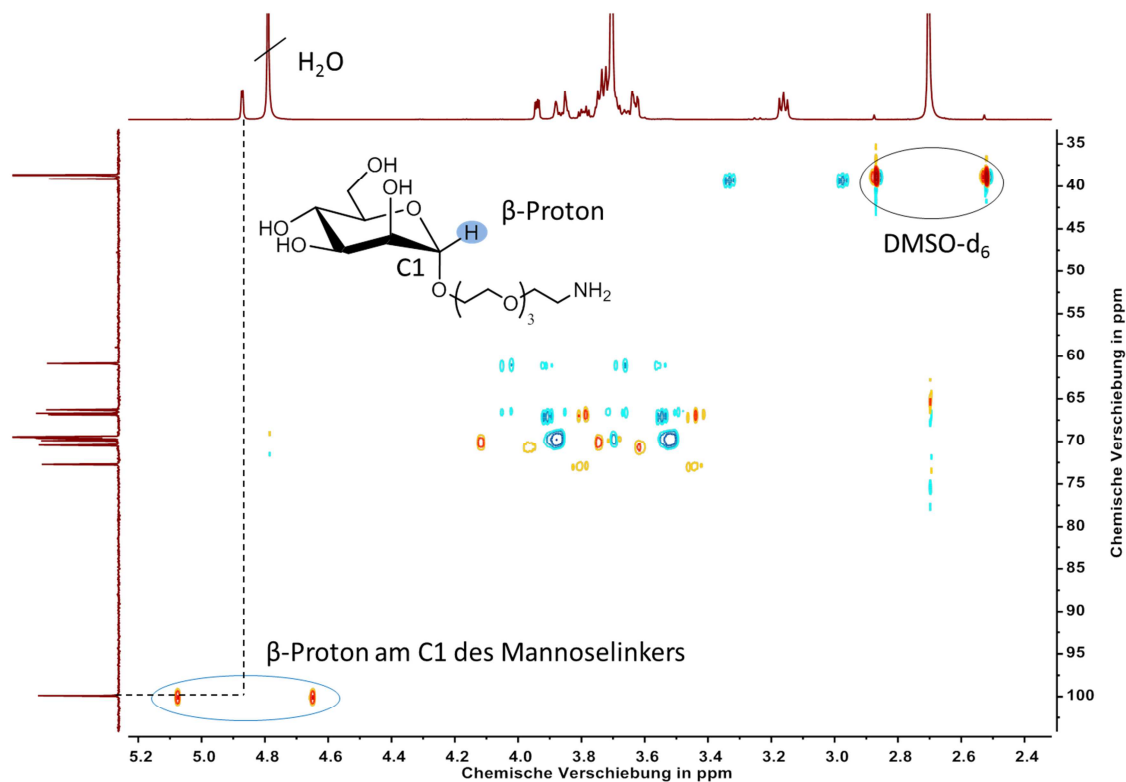 H₂O
35
40
45
50
55
60
65
70
75
80
85
90
95
100
Chemische Verschiebung in ppm
OH
OH
O
HO
HO
H
β-Proton
C1
O
O
3
NH₂
DMSO-d₆
β-Proton am C1 des Mannoselinkers
5.2 5.0 4.8 4.6 4.4 4.2 4.0 3.8 3.6 3.4 3.2 3.0 2.8 2.6 2.4
Chemische Verschiebung in ppm